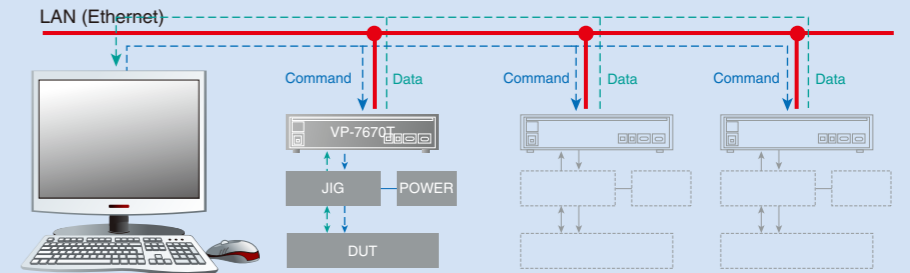 LAN (Ethernet)
Command Data Command Data Command Data
VP-7670T
JIG POWER
DUT